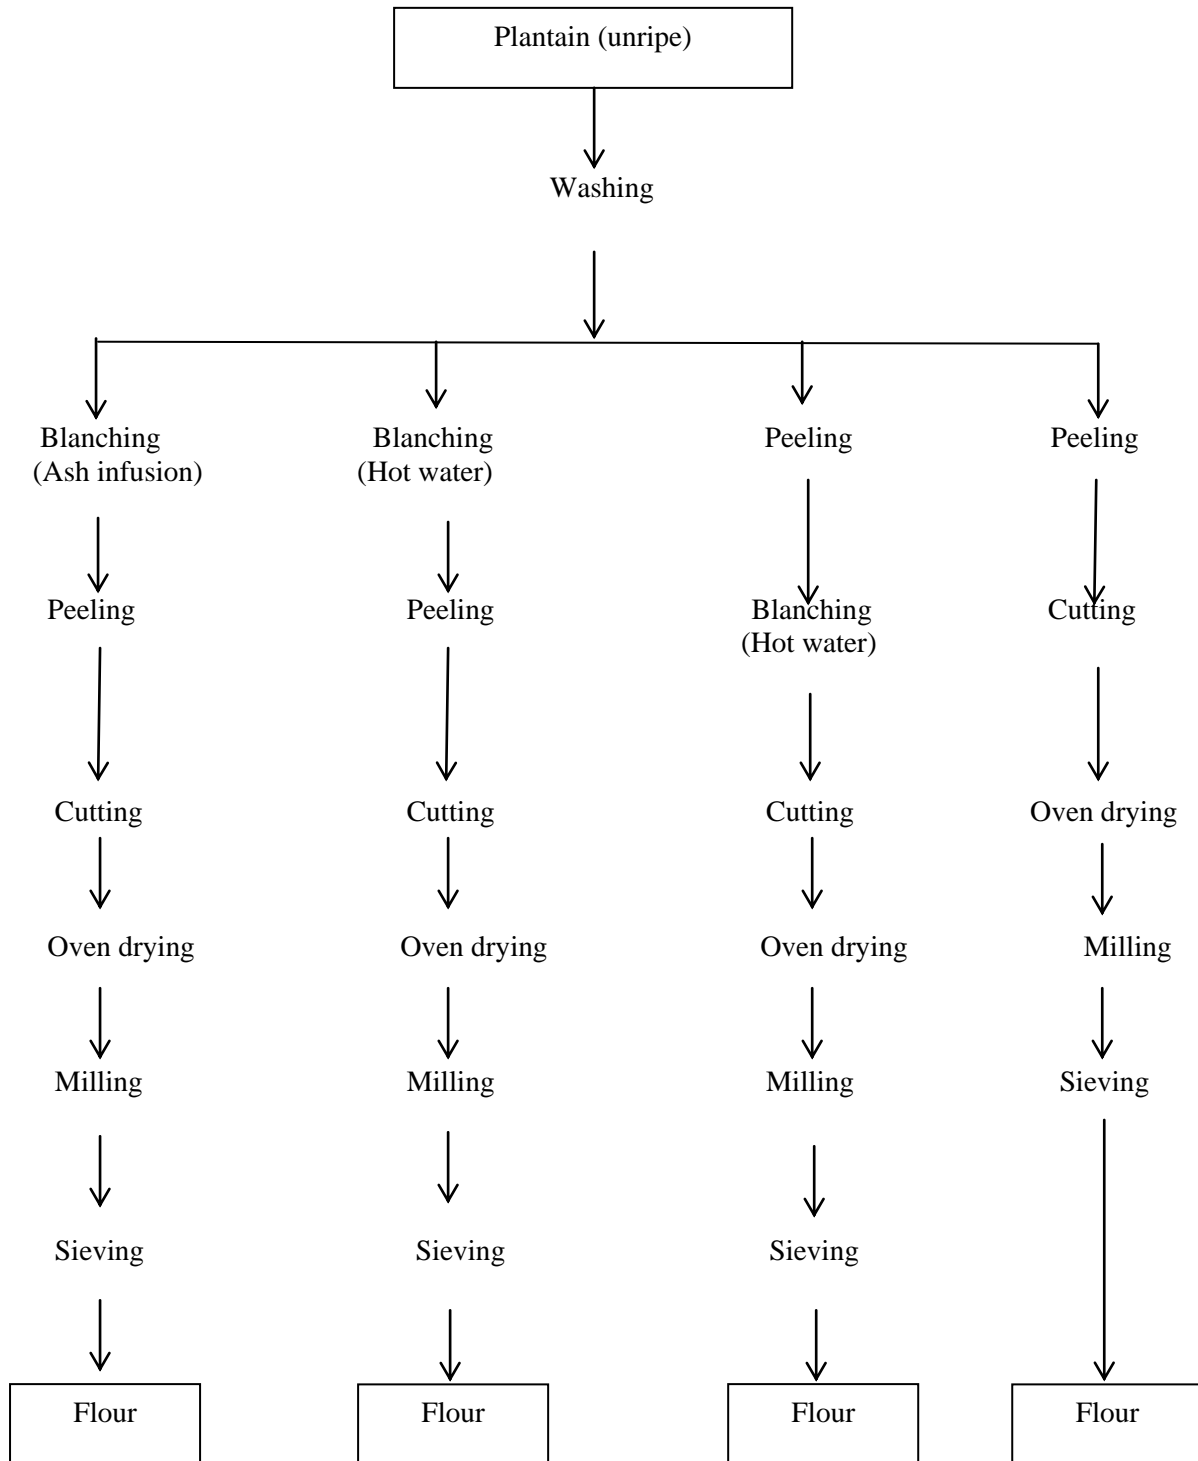 Plantain (unripe)
Washing
Blanching
(Ash infusion)
Blanching
(Hot water)
Peeling
Peeling
Peeling
Peeling
Blanching
(Hot water)
Cutting
Cutting
Cutting
Cutting
Oven drying
Oven drying
Oven drying
Oven drying
Milling
Milling
Milling
Milling
Sieving
Sieving
Sieving
Sieving
Flour
Flour
Flour
Flour